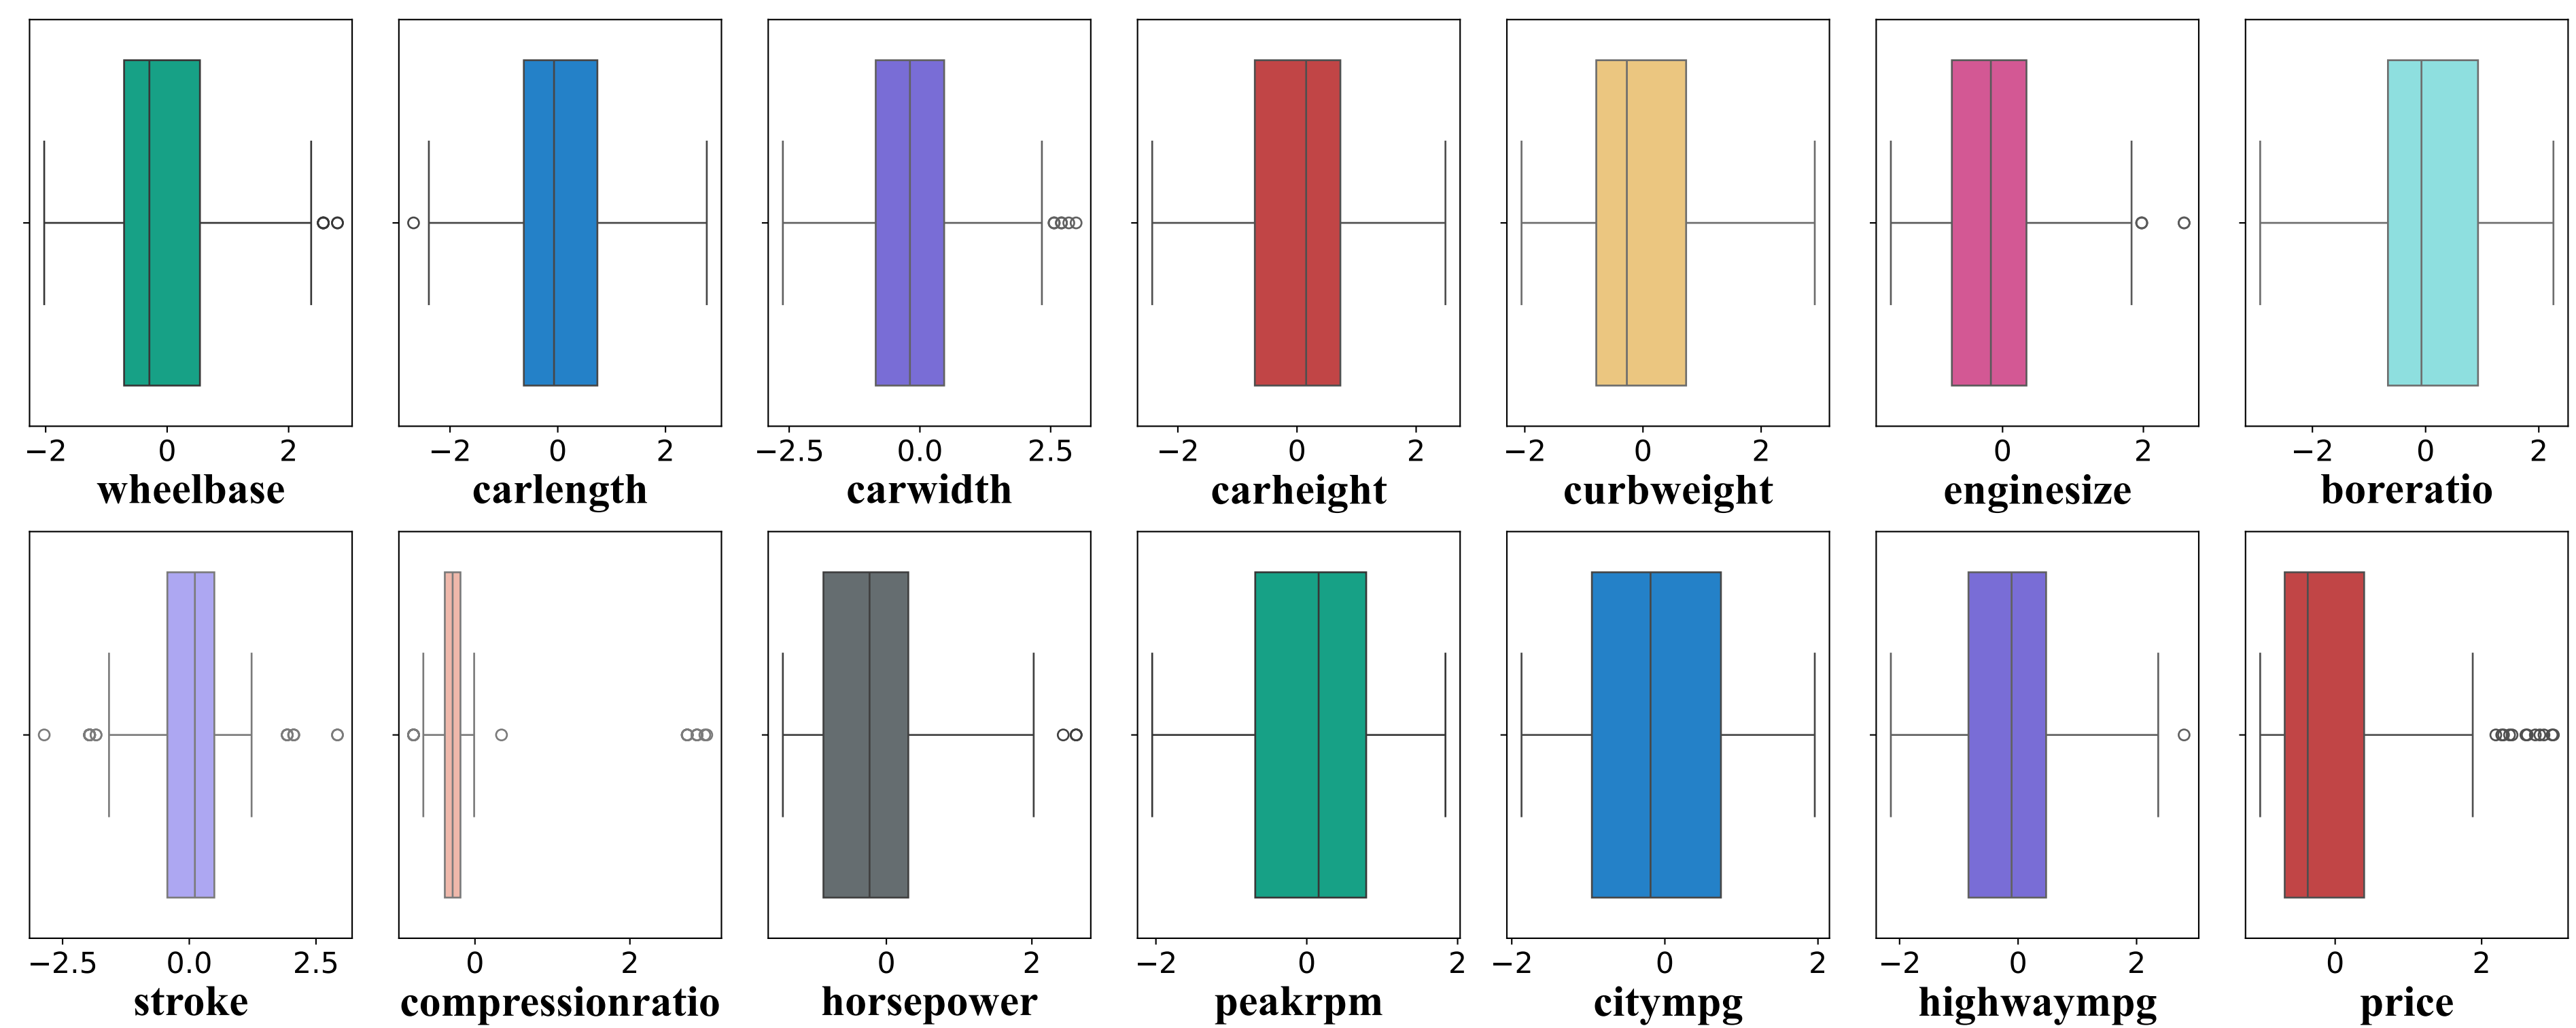 −2 0 2 −2 0 2 −2.5 0.0 2.5 −2 0 2 −2 0 2 0 2 −2 0 2
wheelbase carlength carwidth carheight curbweight enginesize boreratio
−2.5 0.0 2.5 0 2 0 2 −2 0 2 −2 0 2 −2 0 2 0 2
stroke compressionratio horsepower peakrpm citympg highwaympg price